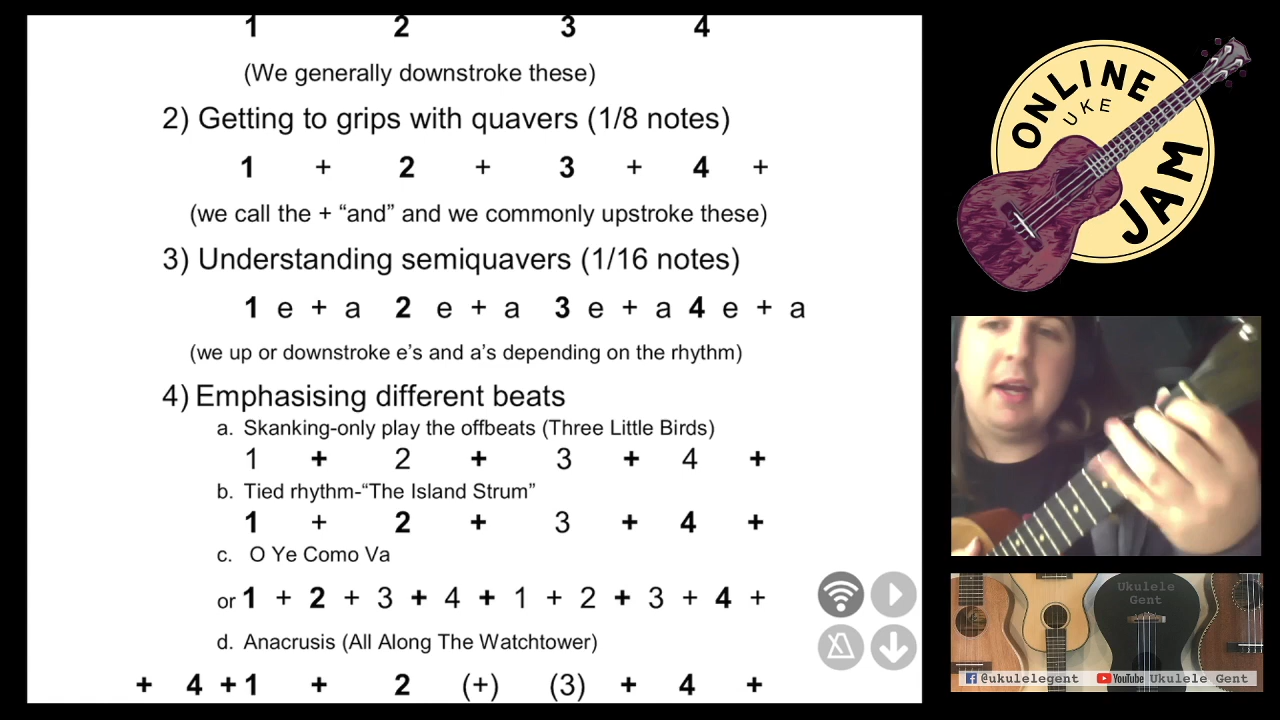 1 2 3 4
(We generally downstroke these)
2) Getting to grips with quavers (1/8 notes)
1 + 2 + 3 + 4 +
(we call the + “and” and we commonly upstroke these)
3) Understanding semiquavers (1/16 notes)
1 e + a 2 e + a 3 e + a 4 e + a
(we up or downstroke e’s and a’s depending on the rhythm)
4) Emphasising different beats
a. Skanking-only play the offbeats (Three Little Birds)
1 + 2 + 3 + 4 +
b. Tied rhythm-“The Island Strum”
1 + 2 + 3 + 4 +
c. O Ye Como Va
or 1 + 2 + 3 + 4 + 1 + 2 + 3 + 4 +
d. Anacrusis (All Along The Watchtower)
+ 4 + 1 + 2 (+) (3) + 4 +
ONLINE
UKE
JAM
Ukulele
Gent
@ukulelegent YouTube Ukulele Gent